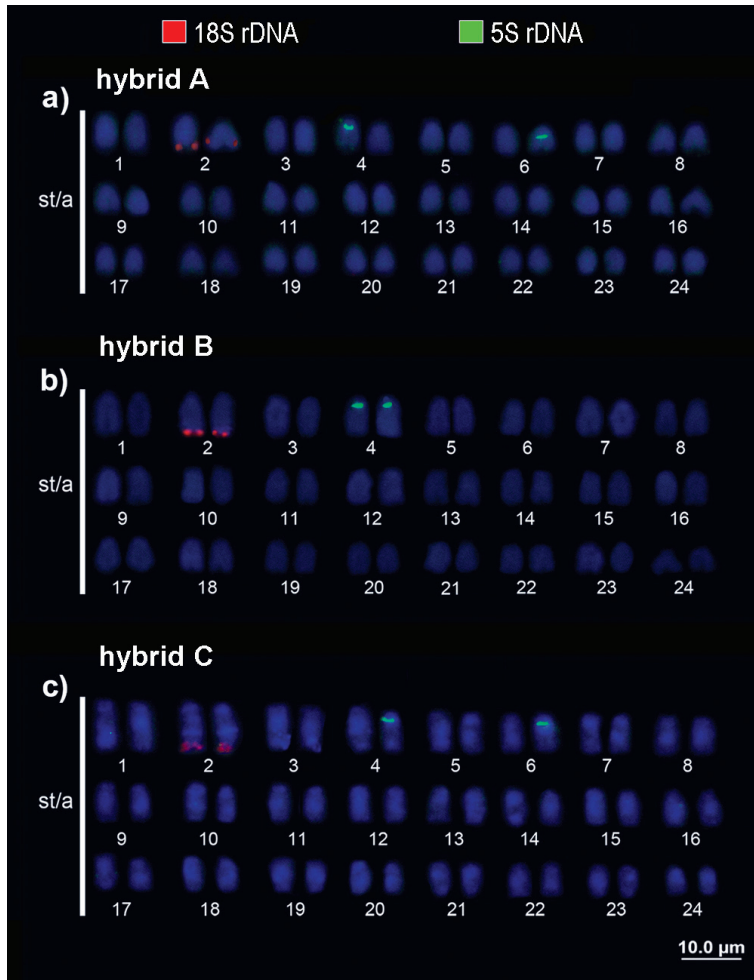 18S rDNA 5S rDNA
hybrid A
a)
1 2 3 4 5 6 7 8
st/a
9 10 11 12 13 14 15 16
17 18 19 20 21 22 23 24
hybrid B
b)
1 2 3 4 5 6 7 8
st/a
9 10 11 12 13 14 15 16
17 18 19 20 21 22 23 24
hybrid C
c)
1 2 3 4 5 6 7 8
st/a
9 10 11 12 13 14 15 16
17 18 19 20 21 22 23 24
10.0 µm